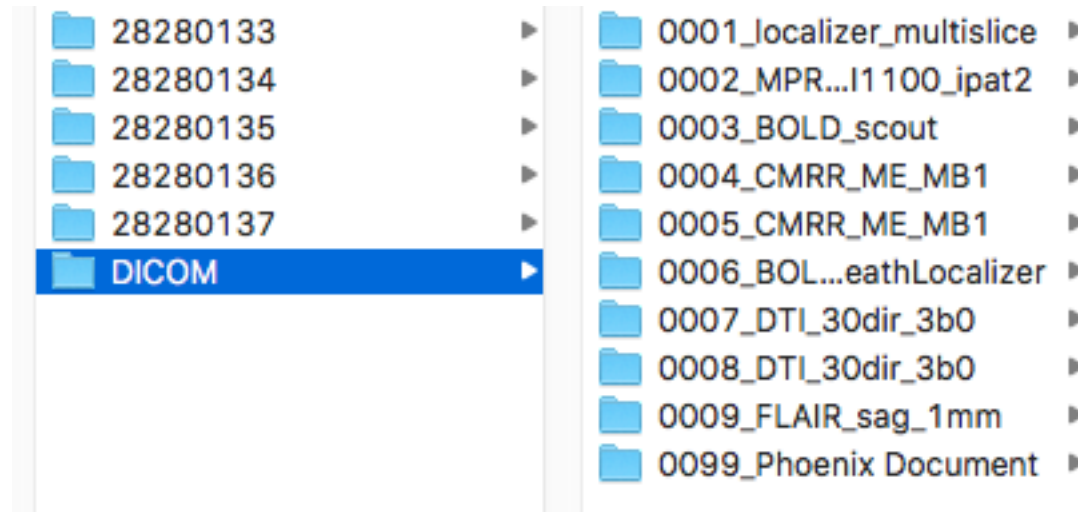 28280133
28280134
28280135
28280136
28280137
DICOM
0001_localizer_multislice
0002_MPR...I1100_ipat2
0003_BOLD_scout
0004_CMRR_ME_MB1
0005_CMRR_ME_MB1
0006_BOL...eathLocalizer
0007_DTI_30dir_3b0
0008_DTI_30dir_3b0
0009_FLAIR_sag_1mm
0099_Phoenix Document